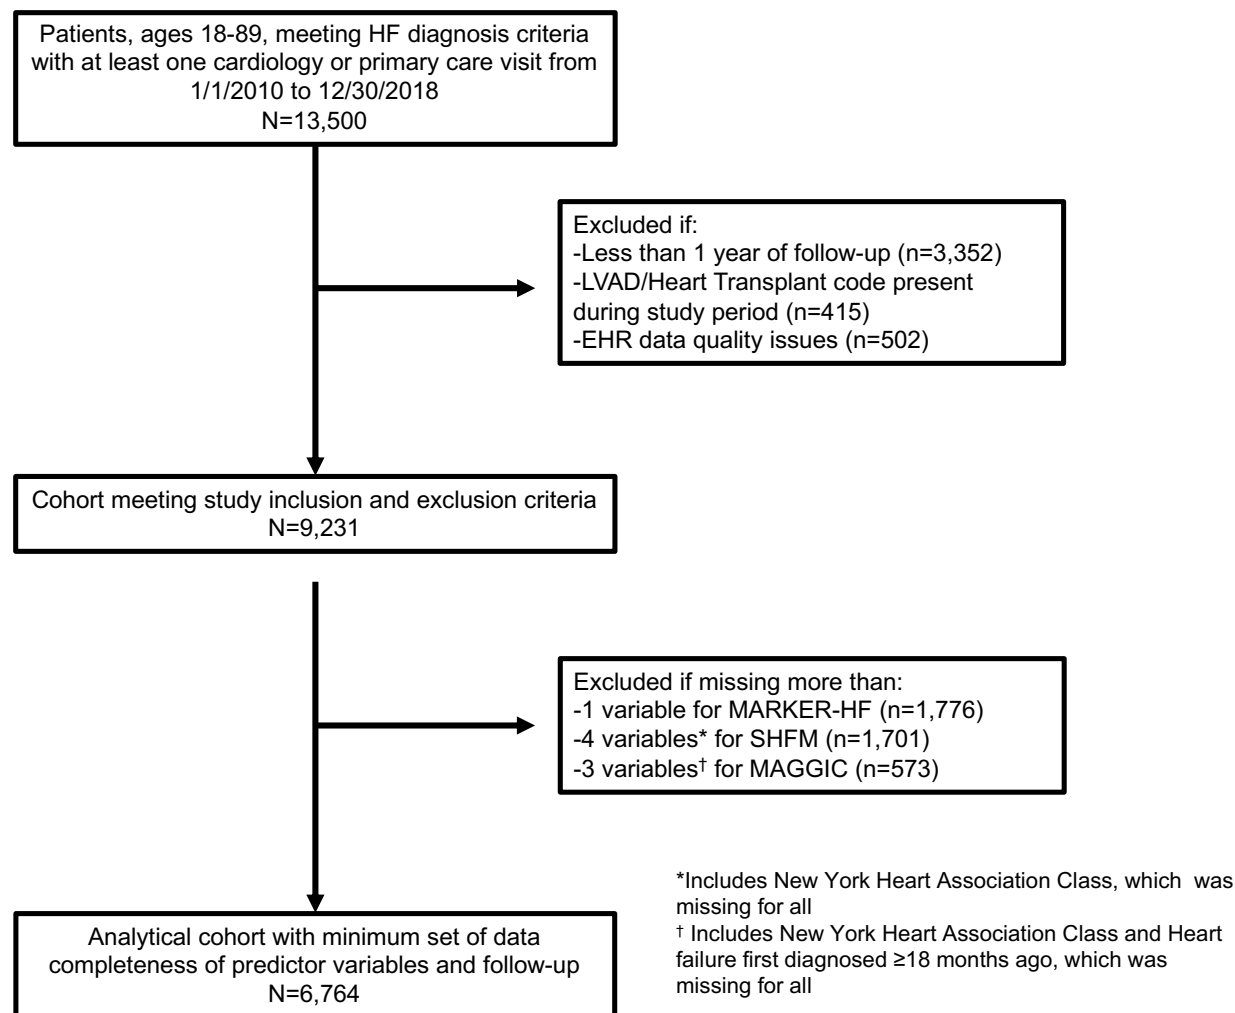 Patients, ages 18-89, meeting HF diagnosis criteria
with at least one cardiology or primary care visit from
1/1/2010 to 12/30/2018
N=13,500
Excluded if:
-Less than 1 year of follow-up (n=3,352)
-LVAD/Heart Transplant code present
during study period (n=415)
-EHR data quality issues (n=502)
Cohort meeting study inclusion and exclusion criteria
N=9,231
Excluded if missing more than:
-1 variable for MARKER-HF (n=1,776)
-4 variables* for SHFM (n=1,701)
-3 variables† for MAGGIC (n=573)
Analytical cohort with minimum set of data
completeness of predictor variables and follow-up
N=6,764
*Includes New York Heart Association Class, which was
missing for all
† Includes New York Heart Association Class and Heart
failure first diagnosed ≥18 months ago, which was
missing for all